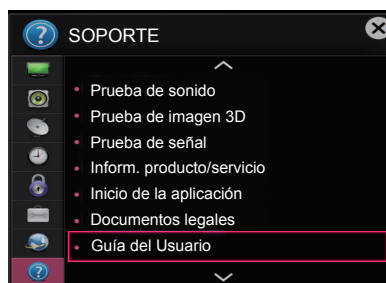 SOPORTE
Prueba de sonido
Prueba de imagen 3D
Prueba de señal
Inform. producto/servicio
Inicio de la aplicación
Documentos legales
Guía del Usuario